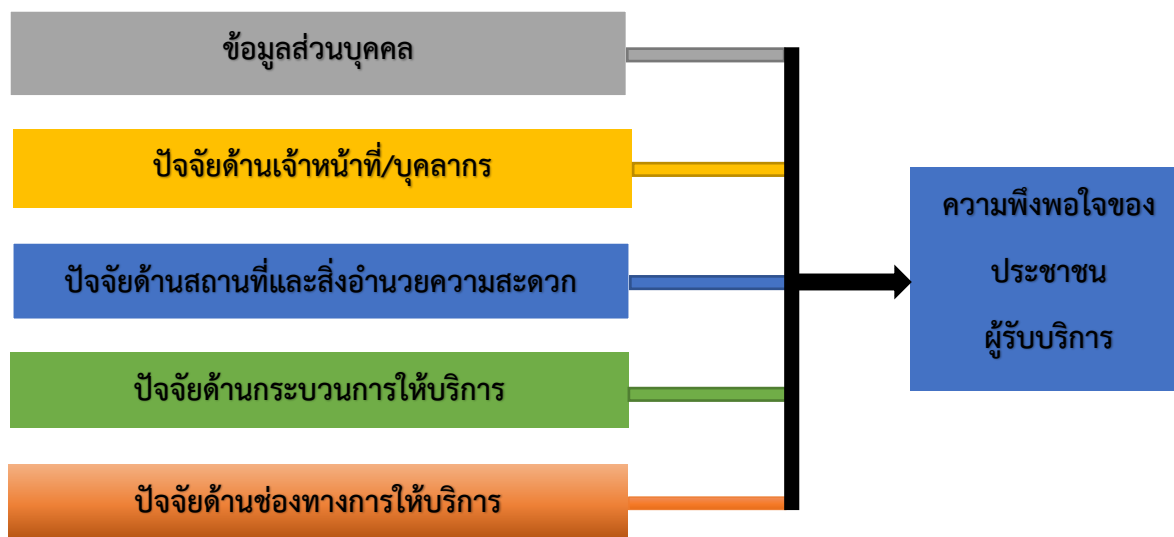 ข้อมูลส่วนบุคคล
ปัจจัยด้านเจ้าหน้าที่/บุคลากร
ปัจจัยด้านสถานที่และสิ่งอำนวยความสะดวก
ปัจจัยด้านกระบวนการให้บริการ
ปัจจัยด้านช่องทางการให้บริการ
ความพึงพอใจของ
ประชาชน
ผู้รับบริการ